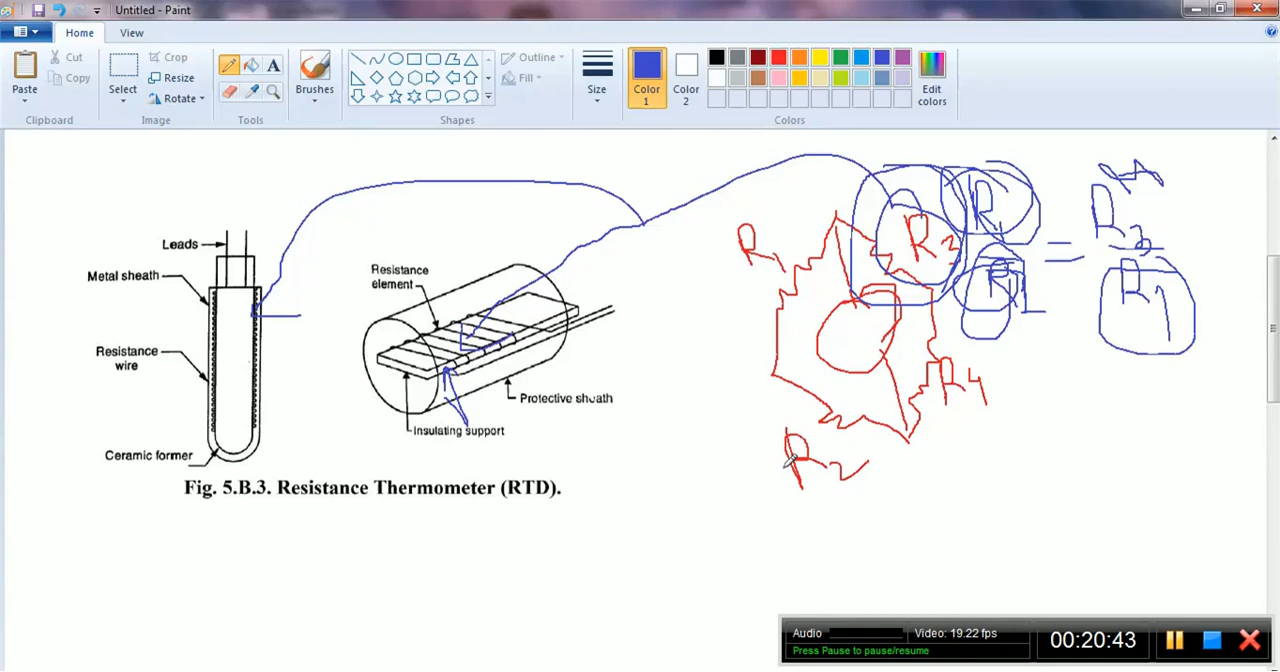 Untitled - Paint
Home
View
Paste
Cut
Copy
Clipboard
Select
Crop
Resize
Rotate
Image
Tools
Brushes
Shapes
Outline
Fill
Size
Color 1
Color 2
Edit colors
Colors
Leads
Metal sheath
Resistance wire
Ceramic former
Resistance element
Protective sheath
Insulating support
Fig. 5.B.3. Resistance Thermometer (RTD).
R1
R3
R4
R2
=
Audio
Video: 19.22 fps
Press Pause to pause/resume
00:20:43